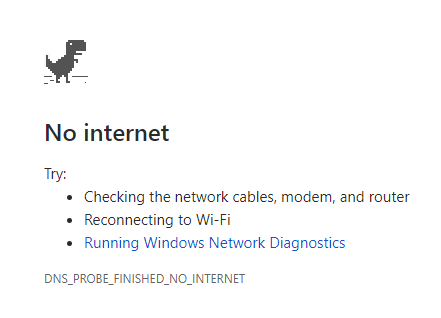 No internet
Try:
Checking the network cables, modem, and router
Reconnecting to Wi-Fi
Running Windows Network Diagnostics
DNS_PROBE_FINISHED_NO_INTERNET